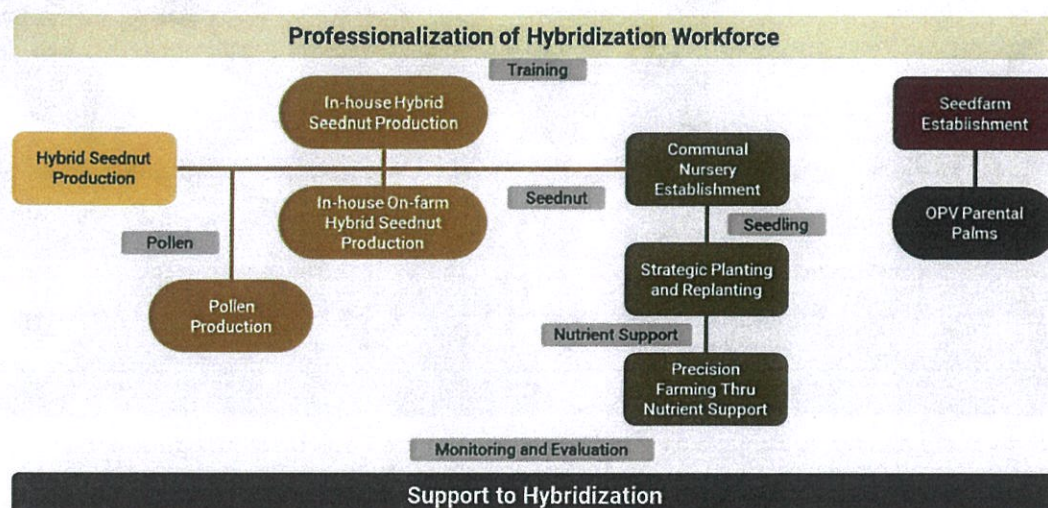 Professionalization of Hybridization Workforce
Training
In-house Hybrid
Seednut Production
Seedfarm
Establishment
Hybrid Seednut
Production
Communal
Nursery
Establishment
In-house On-farm
Hybrid Seednut
Production
Seednut
OPV Parental
Palms
Pollen
Seedling
Strategic Planting
and Replanting
Pollen
Production
Nutrient Support
Precision
Farming Thru
Nutrient Support
Monitoring and Evaluation
Support to Hybridization